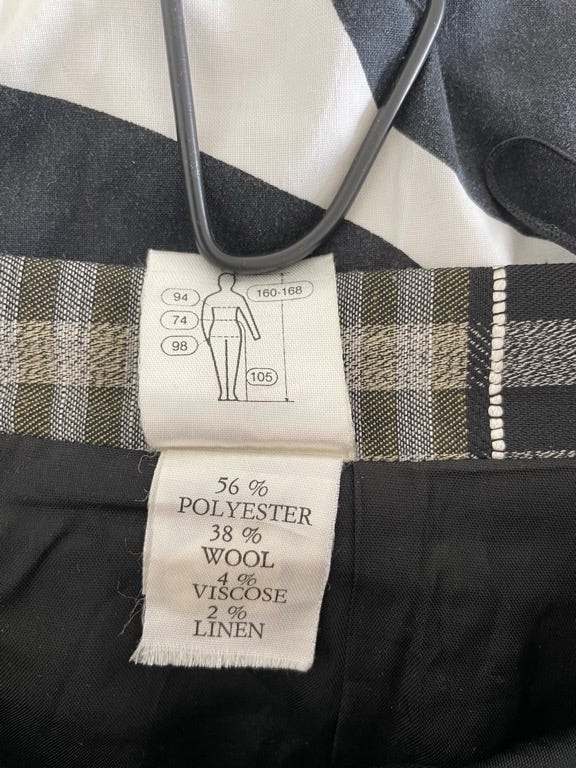 94
160-168
74
98
105
56 %
POLYESTER
38 %
WOOL
4 %
VISCOSE
2 %
LINEN